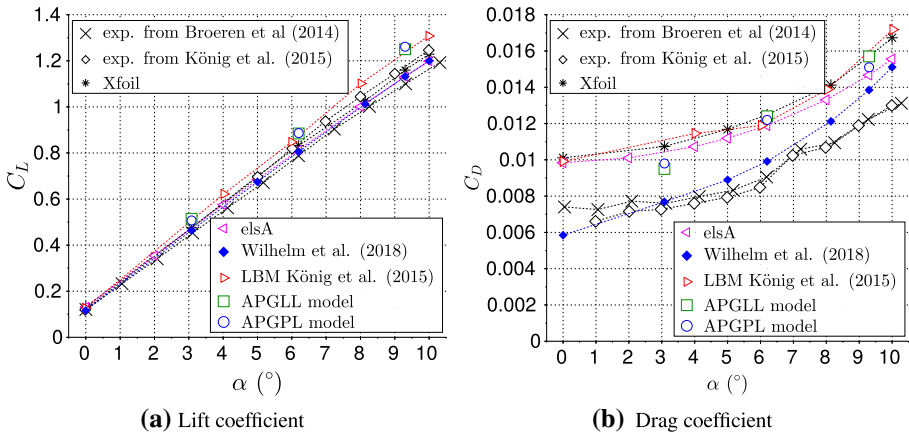 1.4
1.2
1
0.8
0.6
0.4
0.2
0
C_L
exp. from Broeren et al (2014)
exp. from König et al. (2015)
Xfoil
elsA
Wilhelm et al. (2018)
LBM König et al. (2015)
APGLL model
APGPL model
0 1 2 3 4 5 6 7 8 9 10
α (°)
(a) Lift coefficient
0.018
0.016
0.014
0.012
0.01
0.008
0.006
0.004
0.002
0
C_D
exp. from Broeren et al (2014)
exp. from König et al. (2015)
Xfoil
elsA
Wilhelm et al. (2018)
LBM König et al. (2015)
APGLL model
APGPL model
0 1 2 3 4 5 6 7 8 9 10
α (°)
(b) Drag coefficient